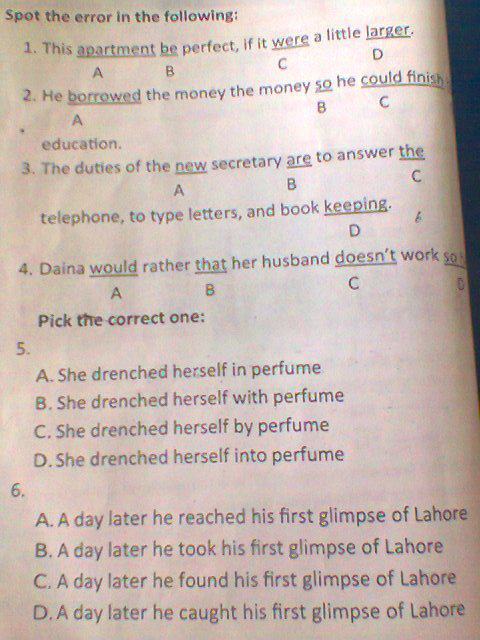 Spot the error in the following:
1. This apartment be perfect, if it were a little larger.
A B C D
2. He borrowed the money the money so he could finish
A B C
education.
3. The duties of the new secretary are to answer the
A B C
telephone, to type letters, and book keeping.
D
4. Daina would rather that her husband doesn't work so
A B C D
Pick the correct one:
5.
A. She drenched herself in perfume
B. She drenched herself with perfume
C. She drenched herself by perfume
D. She drenched herself into perfume
6.
A. A day later he reached his first glimpse of Lahore
B. A day later he took his first glimpse of Lahore
C. A day later he found his first glimpse of Lahore
D. A day later he caught his first glimpse of Lahore